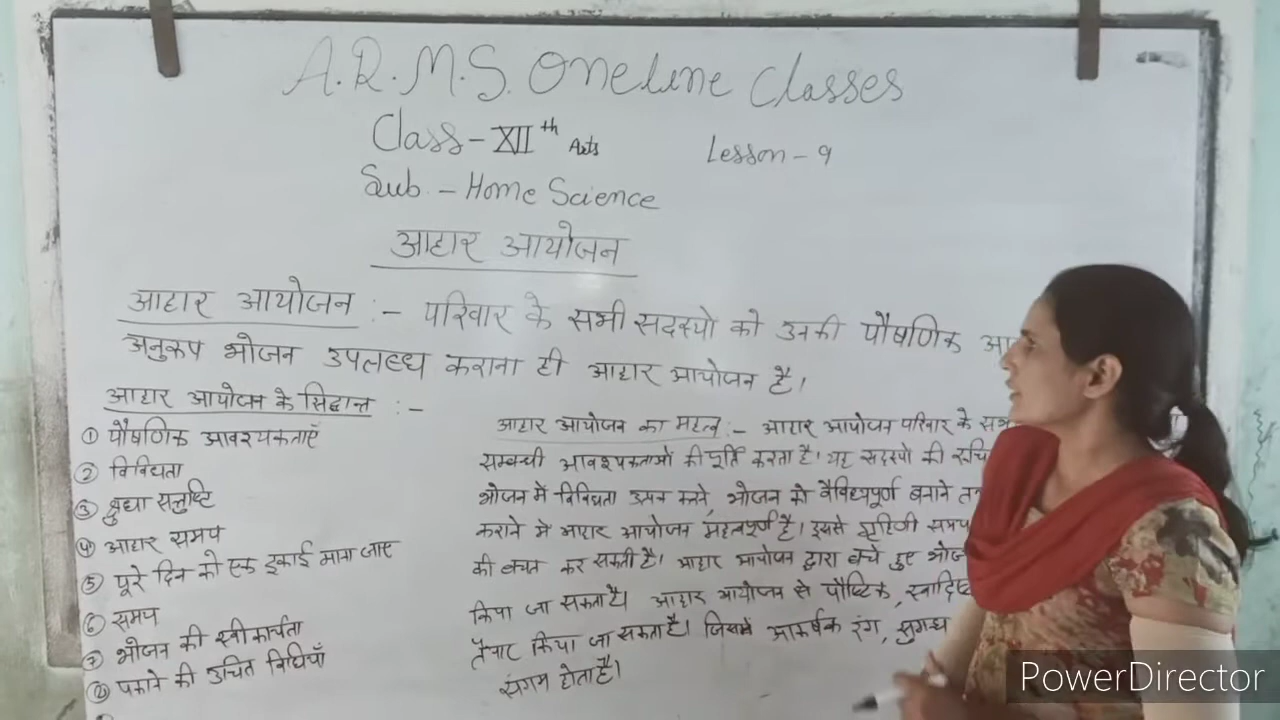 A.R.M.S. Oneline Classes
Class - XIIth Arts
Lesson - 9
Sub. - Home Science
आहार आयोजन
आहार आयोजन :- परिवार के सभी सदस्यो को उनकी पौषणिक
अनुरूप भोजन उपलब्ध कराना ही आहार आयोजन है।
आहार आयोजन के सिद्धान्त :-
① पौषणिक आवश्यकताएँ
② विविधता
③ क्षुधा सन्तुष्टि
④ आहार समय
⑤ पूरे दिन को एक इकाई माना जाए
⑥ समय
⑦ भोजन की स्वीकार्यता
⑧ पकाने की उचित विधियाँ
आहार आयोजन का महत्व :- आहार आयोजन परिवार के
सम्बन्धी आवश्यकताओं की पूर्ति करता है। यह सदस्यो की रूचि
भोजन में विविधता उत्पन्न करने, भोजन को वैविध्यपूर्ण बनाने
कराने मे आहार आयोजन महत्वपूर्ण है। इससे गृहिणी समय
की बचत कर सकती है। आहार आयोजन द्वारा बचे हुए
किया जा सकता है। आहार आयोजन से पौष्टिक, स्वादिष्ट
तैयार किया जा सकता है। जिसमे आकर्षक रंग, सुगन्ध
संगम होता है।
PowerDirector